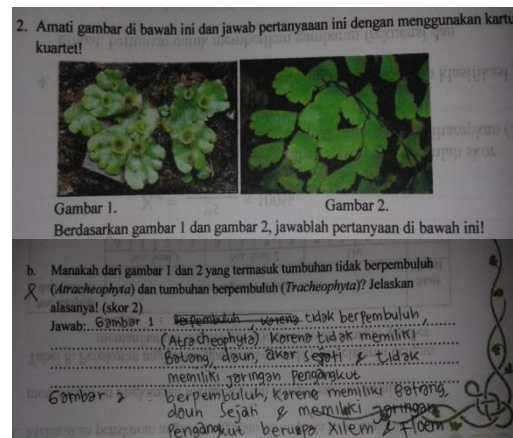 2. Amati gambar di bawah ini dan jawab pertanyaaan ini dengan menggunakan kartu
kuartet!
Gambar 1.
Gambar 2.
Berdasarkan gambar 1 dan gambar 2, jawablah pertanyaan di bawah ini!
b. Manakah dari gambar 1 dan 2 yang termasuk tumbuhan tidak berpembuluh
(Atracheophyta) dan tumbuhan berpembuluh (Tracheophyta)? Jelaskan
alasanya! (skor 2)
Jawab: Gambar 1 : berpembuluh, karena tidak berpembuluh,
(Atracheophyta) Karena tidak memiliki
Batang, daun, akar sejati & tidak
memiliki jaringan pengangkut
Gambar 2 berpembuluh, karena memiliki batang,
daun sejati & memiliki jaringan
Pengangkut berupa Xilem & Floem